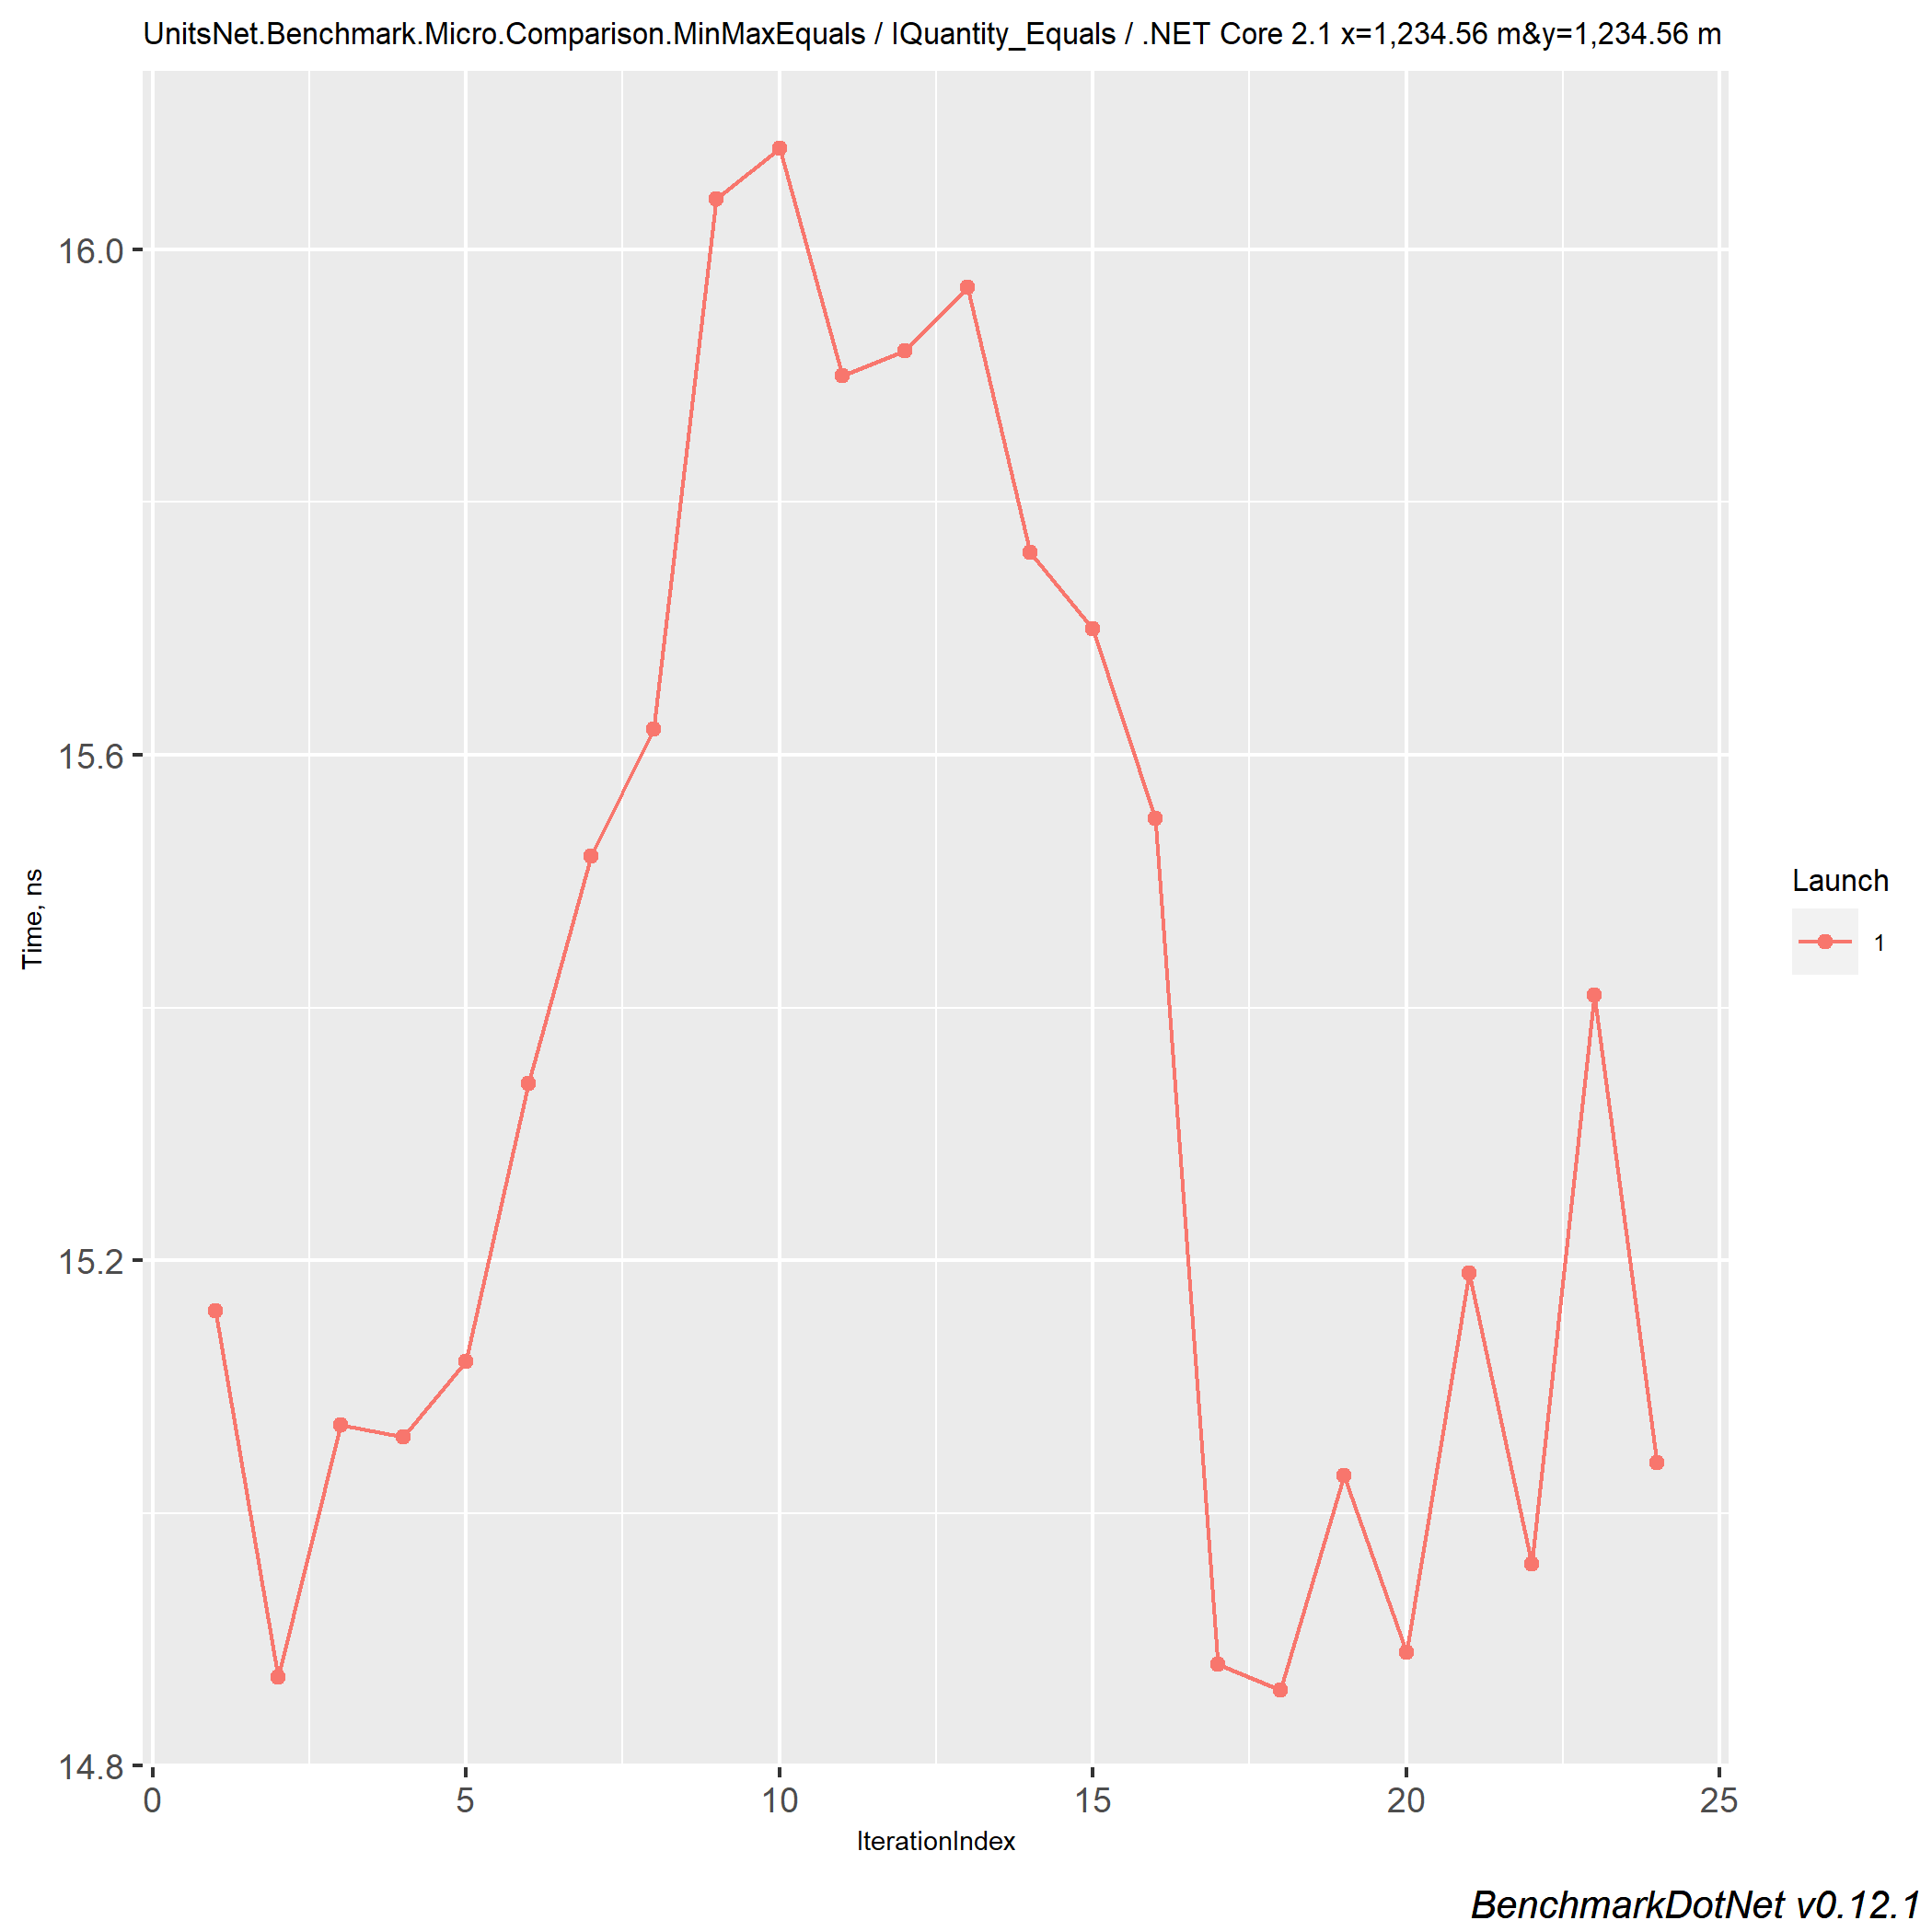 UnitsNet.Benchmark.Micro.Comparison.MinMaxEquals / IQuantity_Equals / .NET Core 2.1 x=1,234.56 m&y=1,234.56 m
16.0
15.6
15.2
14.8
Time, ns
0 5 10 15 20 25
IterationIndex
Launch
1
BenchmarkDotNet v0.12.1